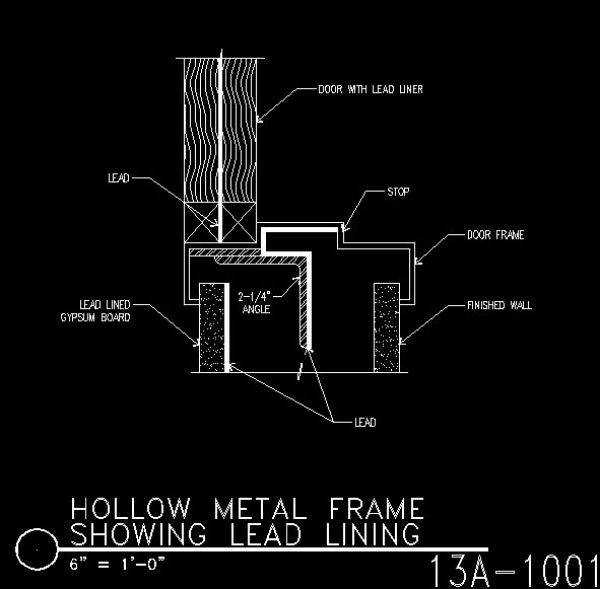 DOOR WITH LEAD LINER
LEAD
STOP
DOOR FRAME
2-1/4"
ANGLE
LEAD LINED
GYPSUM BOARD
FINISHED WALL
LEAD
HOLLOW METAL FRAME
SHOWING LEAD LINING
6" = 1'-0"
13A-1001